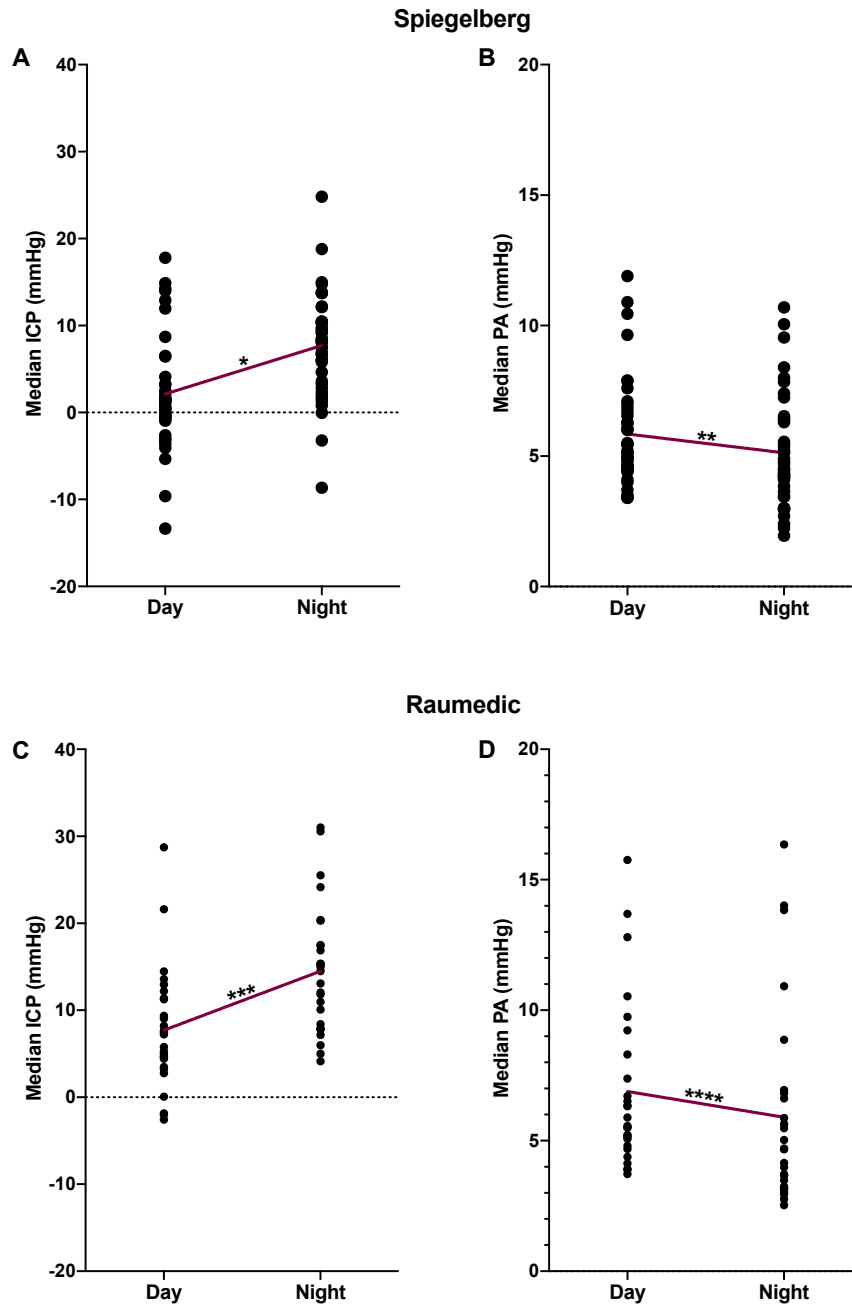 Spiegelberg
A
Median ICP (mmHg)
40
30
20
10
0
-10
-20
*
Day Night
B
Median PA (mmHg)
20
15
10
5
0
**
Day Night
Raumedic
C
Median ICP (mmHg)
40
30
20
10
0
-10
-20
***
Day Night
D
Median PA (mmHg)
20
15
10
5
0
****
Day Night